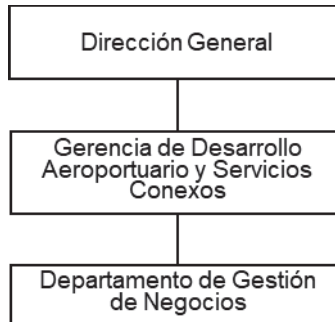 Dirección General
Gerencia de Desarrollo
Aeroportuario y Servicios
Conexos
Departamento de Gestión
de Negocios